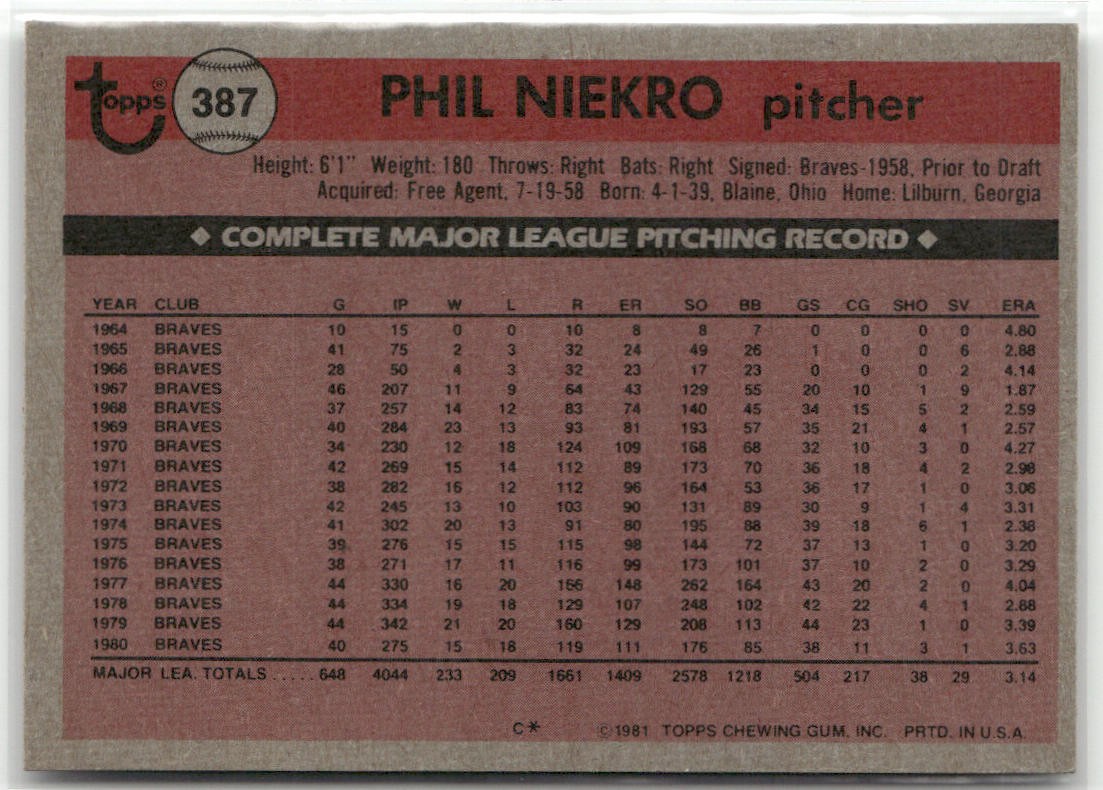 topps® 387 PHIL NIEKRO pitcher
Height: 6'1" Weight: 180 Throws: Right Bats: Right Signed: Braves-1958, Prior to Draft
Acquired: Free Agent, 7-19-58 Born: 4-1-39, Blaine, Ohio Home: Lilburn, Georgia
◆ COMPLETE MAJOR LEAGUE PITCHING RECORD ◆
YEAR CLUB G IP W L R ER SO BB GS CG SHO SV ERA
1964 BRAVES 10 15 0 0 10 8 8 7 0 0 0 0 4.80
1965 BRAVES 41 75 2 3 32 24 49 26 1 0 0 6 2.88
1966 BRAVES 28 50 4 3 32 23 17 23 0 0 0 2 4.14
1967 BRAVES 46 207 11 9 64 43 129 55 20 10 1 9 1.87
1968 BRAVES 37 257 14 12 83 74 140 45 34 15 5 2 2.59
1969 BRAVES 40 284 23 13 93 81 193 57 35 21 4 1 2.57
1970 BRAVES 34 230 12 18 124 109 168 68 32 10 3 0 4.27
1971 BRAVES 42 269 15 14 112 89 173 70 36 18 4 2 2.98
1972 BRAVES 38 282 16 12 112 96 164 53 36 17 1 0 3.06
1973 BRAVES 42 245 13 10 103 90 131 89 30 9 1 4 3.31
1974 BRAVES 41 302 20 13 91 80 195 88 39 18 6 1 2.38
1975 BRAVES 39 276 15 15 115 98 144 72 37 13 1 0 3.20
1976 BRAVES 38 271 17 11 116 99 173 101 37 10 2 0 3.29
1977 BRAVES 44 330 16 20 166 148 262 164 43 20 2 0 4.04
1978 BRAVES 44 334 19 18 129 107 248 102 42 22 4 1 2.88
1979 BRAVES 44 342 21 20 160 129 208 113 44 23 1 0 3.39
1980 BRAVES 40 275 15 18 119 111 176 85 38 11 3 1 3.63
MAJOR LEA. TOTALS ..... 648 4044 233 209 1661 1409 2578 1218 504 217 38 29 3.14
C* ©1981 TOPPS CHEWING GUM, INC. PRTD. IN U.S.A.